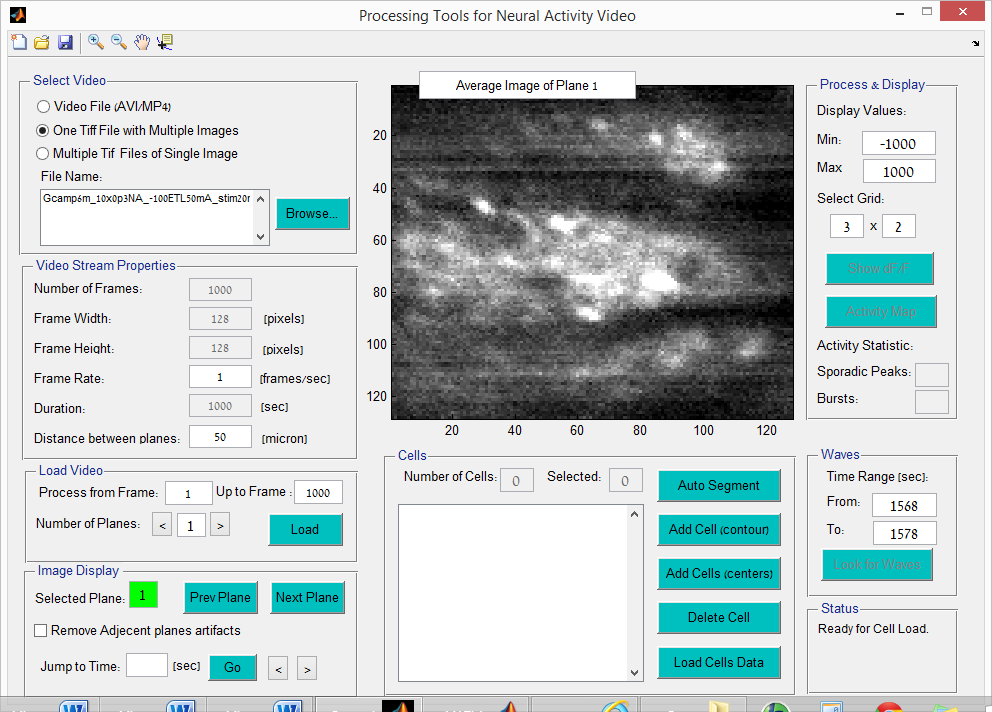 Processing Tools for Neural Activity Video
Select Video
Video File (AVI/MP4)
One Tiff File with Multiple Images
Multiple Tif Files of Single Image
File Name:
Gcamp6m_10x0p3NA_-100ETL50mA_stim20r
Browse...
Video Stream Properties
Number of Frames: 1000
Frame Width: 128 [pixels]
Frame Height: 128 [pixels]
Frame Rate: 1 [frames/sec]
Duration: 1000 [sec]
Distance between planes: 50 [micron]
Load Video
Process from Frame: 1 Up to Frame : 1000
Number of Planes: < 1 > Load
Image Display
Selected Plane: 1 Prev Plane Next Plane
Remove Adjecent planes artifacts
Jump to Time: [sec] Go < >
Average Image of Plane 1
20
40
60
80
100
120
20 40 60 80 100 120
Cells
Number of Cells: 0 Selected: 0
Auto Segment
Add Cell (contour)
Add Cells (centers)
Delete Cell
Load Cells Data
Process & Display
Display Values:
Min: -1000
Max 1000
Select Grid:
3 x 2
Show
Activity Map
Activity Statistic:
Sporadic Peaks:
Bursts:
Waves
Time Range [sec]:
From: 1568
To: 1578
Look for Waves
Status
Ready for Cell Load.